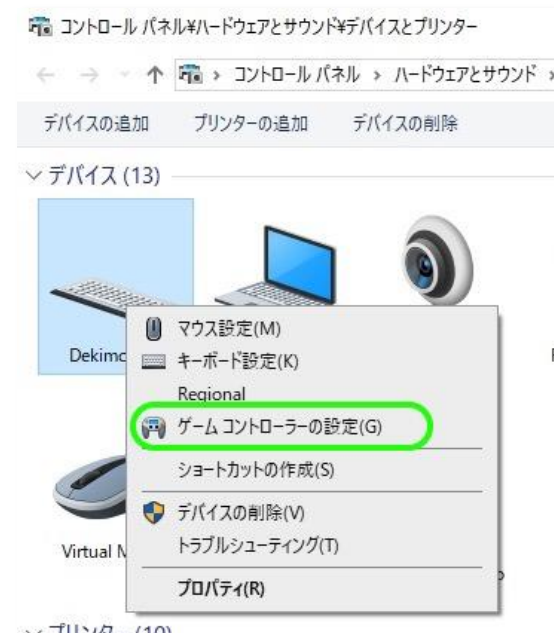 コントロール パネル¥ハードウェアとサウンド¥デバイスとプリンター
コントロール パネル › ハードウェアとサウンド ›
デバイスの追加 プリンターの追加 デバイスの削除
デバイス (13)
Dekimo
マウス設定(M)
キーボード設定(K)
Regional
ゲーム コントローラーの設定(G)
ショートカットの作成(S)
デバイスの削除(V)
トラブルシューティング(T)
プロパティ(R)
Virtual M
プリンター (10)